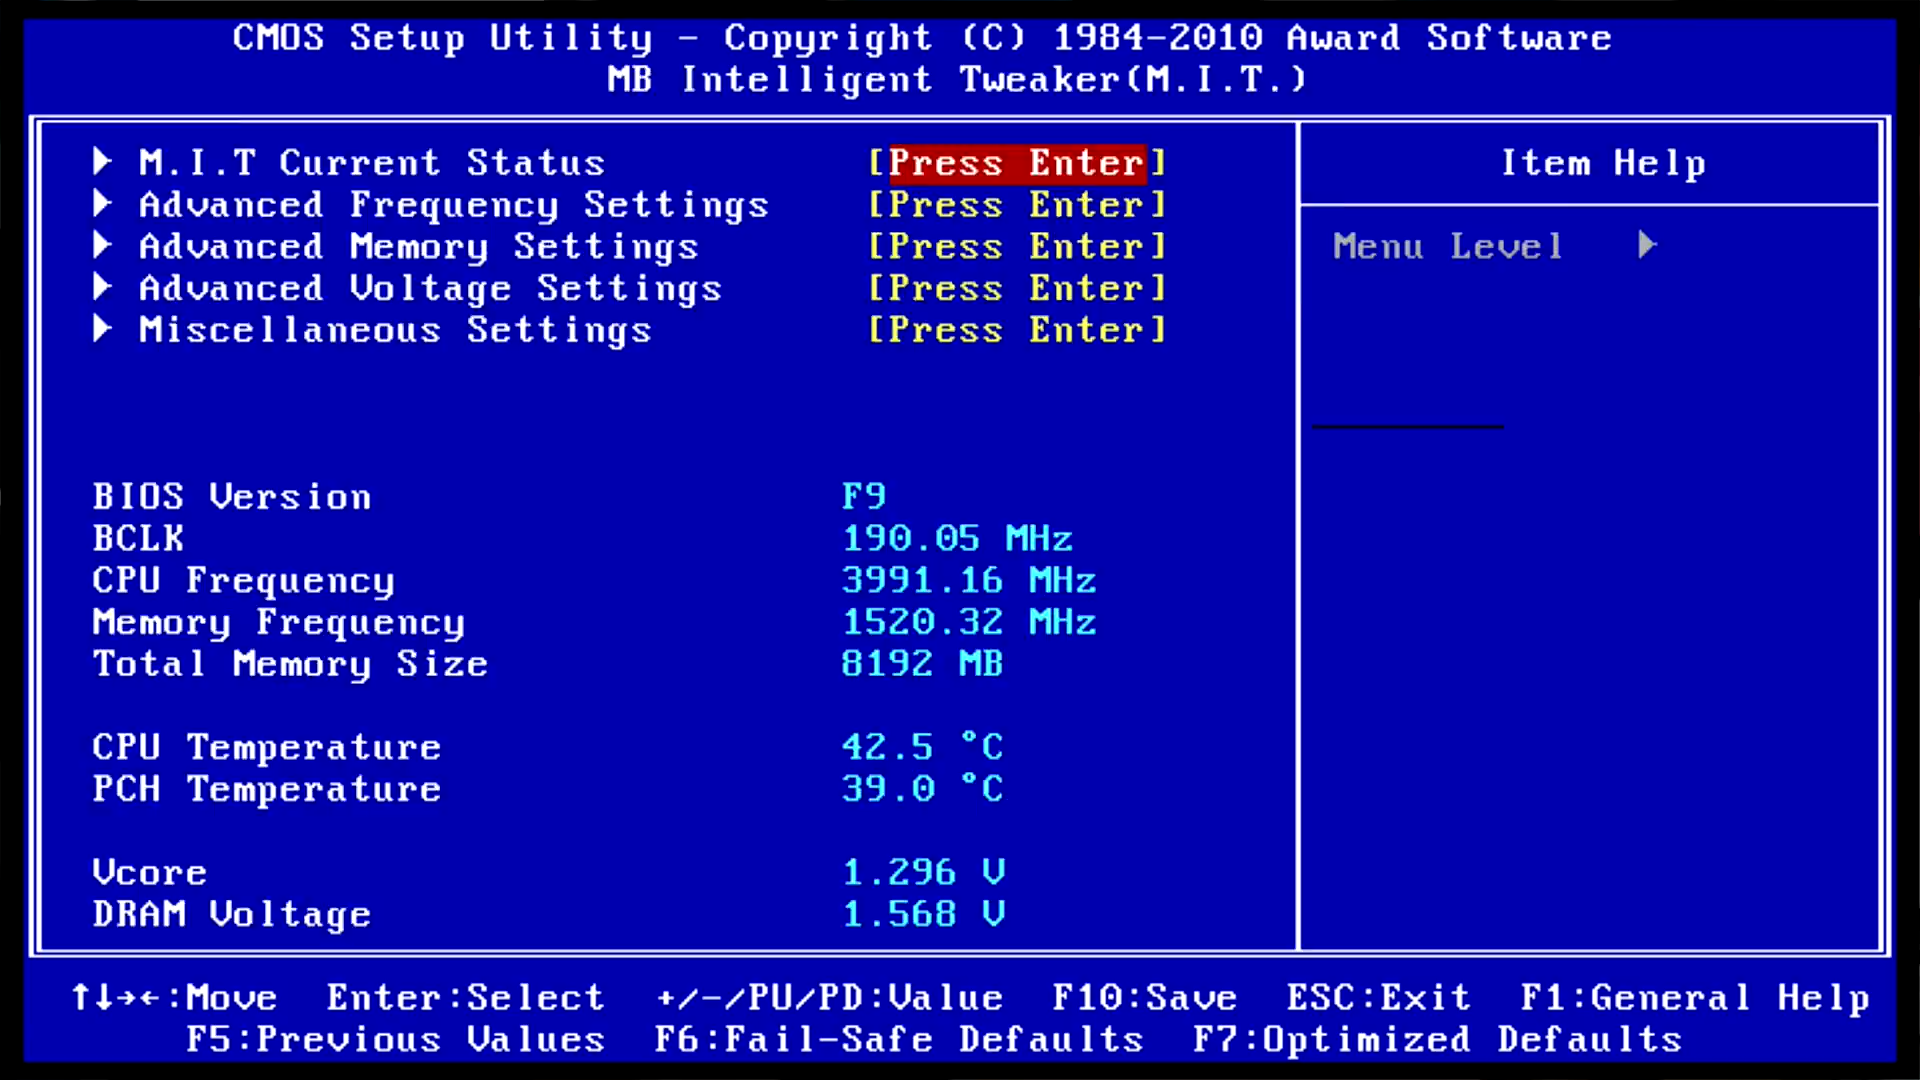 CMOS Setup Utility - Copyright (C) 1984-2010 Award Software
MB Intelligent Tweaker(M.I.T.)
▶ M.I.T Current Status [Press Enter]
▶ Advanced Frequency Settings [Press Enter]
▶ Advanced Memory Settings [Press Enter]
▶ Advanced Voltage Settings [Press Enter]
▶ Miscellaneous Settings [Press Enter]
BIOS Version F9
BCLK 190.05 MHz
CPU Frequency 3991.16 MHz
Memory Frequency 1520.32 MHz
Total Memory Size 8192 MB
CPU Temperature 42.5 °C
PCH Temperature 39.0 °C
Vcore 1.296 V
DRAM Voltage 1.568 V
Item Help
Menu Level ▶
↑↓→←:Move Enter:Select +/-/PU/PD:Value F10:Save ESC:Exit F1:General Help
F5:Previous Values F6:Fail-Safe Defaults F7:Optimized Defaults